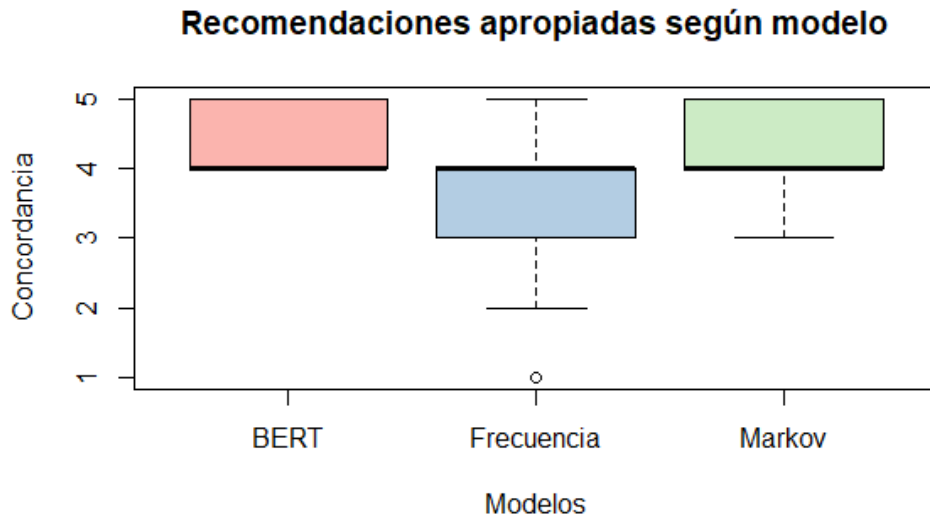 Recomendaciones apropiadas según modelo
Concordancia
5
4
3
2
1
BERT Frecuencia Markov
Modelos